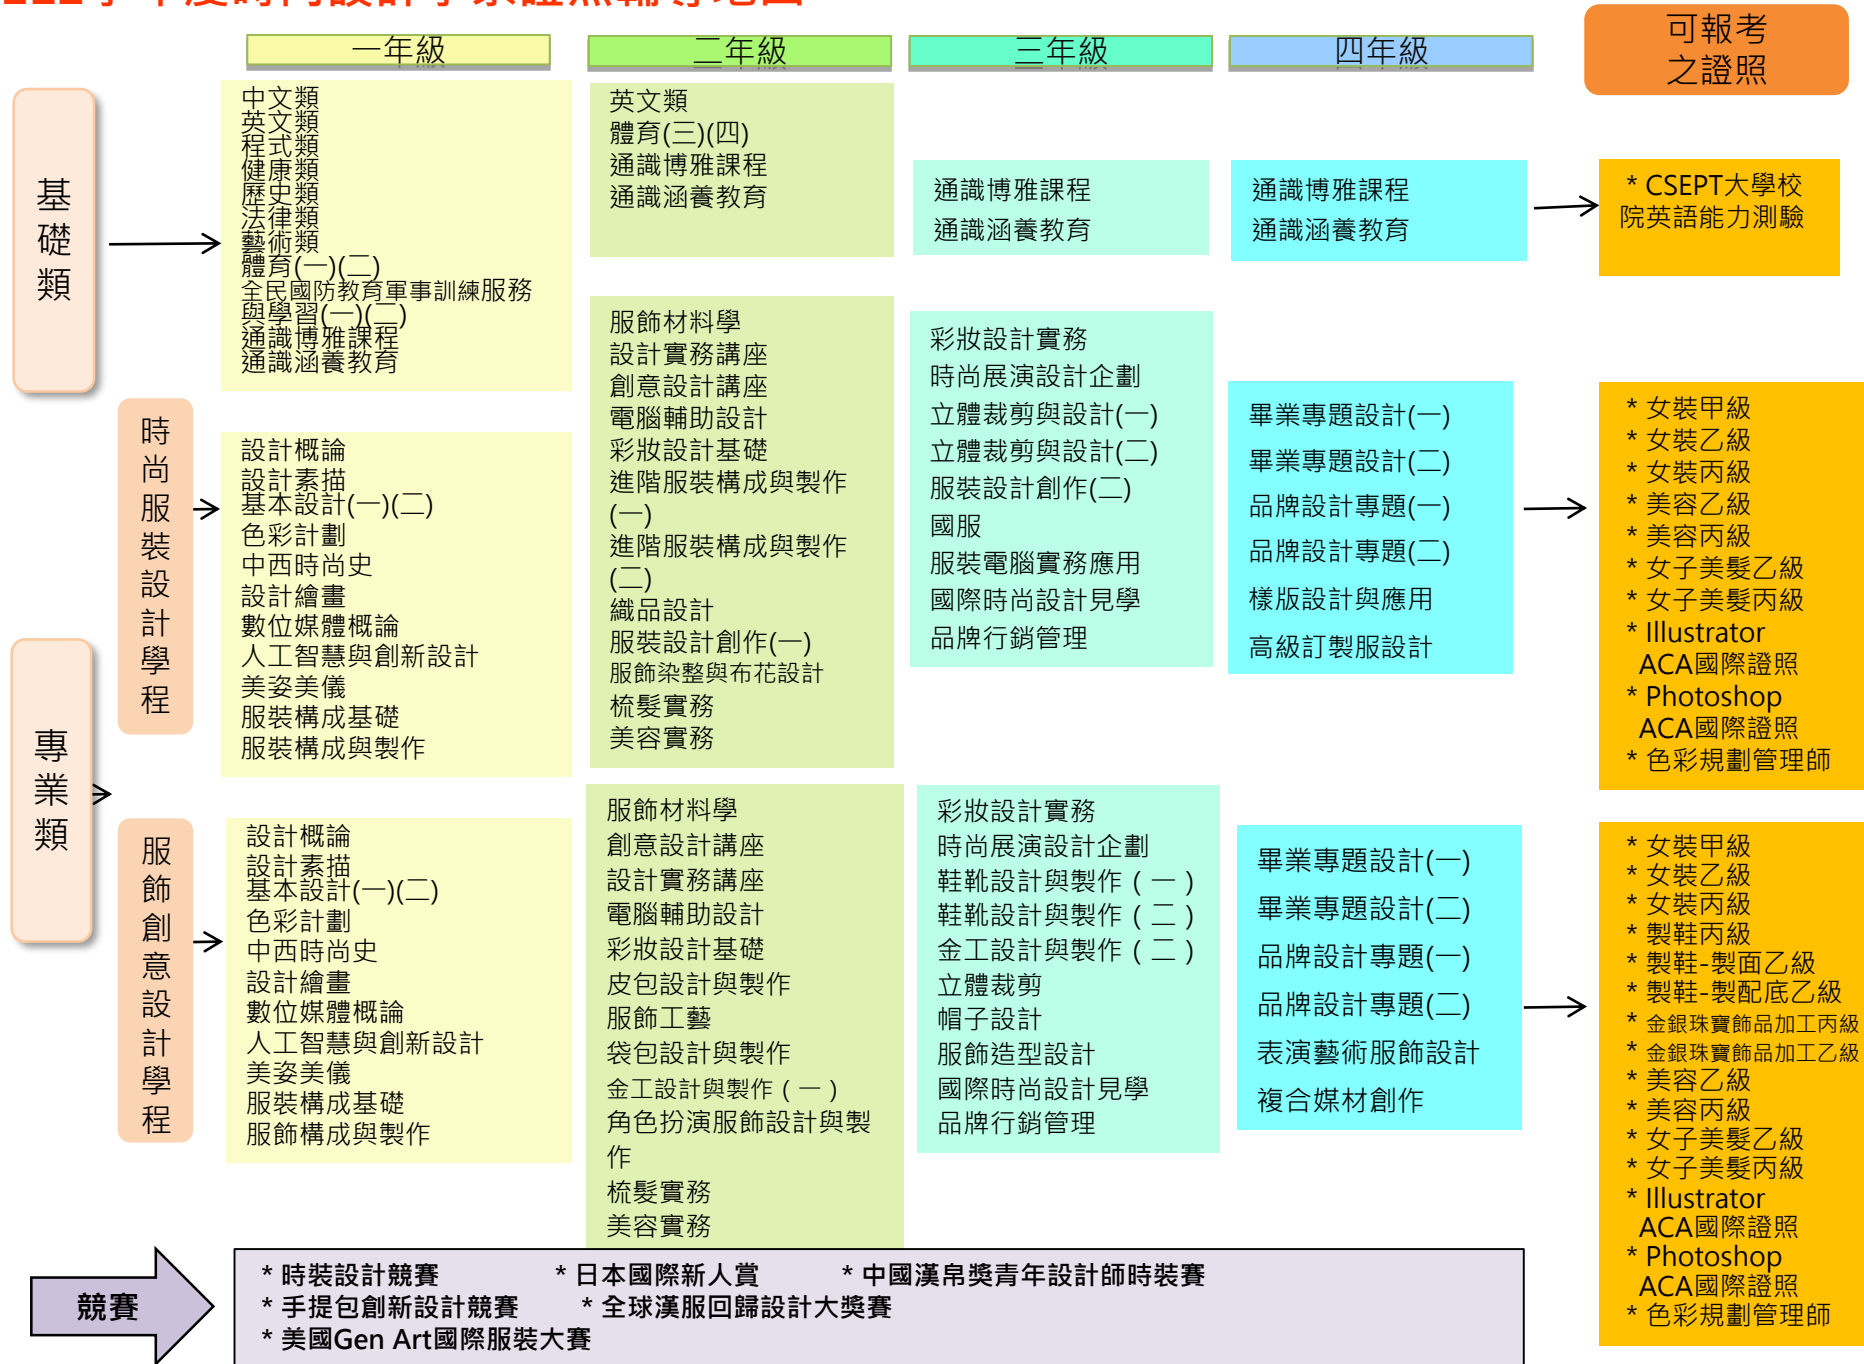 學年度時尚設計學系證照輔導地圖
一年級
二年級
三年級
四年級
可報考
之證照
基礎類
中文類
英文類
程式類
健康類
歷史類
法律類
藝術類
體育(一)(二)
全民國防教育軍事訓練服務
與學習(一)(二)
通識博雅課程
通識涵養教育
英文類
體育(三)(四)
通識博雅課程
通識涵養教育
通識博雅課程
通識涵養教育
通識博雅課程
通識涵養教育
* CSEPT大學校
院英語能力測驗
專業類
時尚服裝設計學程
設計概論
設計素描
基本設計(一)(二)
色彩計劃
中西時尚史
設計繪畫
數位媒體概論
人工智慧與創新設計
美姿美儀
服裝構成基礎
服裝構成與製作
服飾材料學
設計實務講座
創意設計講座
電腦輔助設計
彩妝設計基礎
進階服裝構成與製作
(一)
進階服裝構成與製作
(二)
織品設計
服裝設計創作(一)
服飾染整與布花設計
梳髮實務
美容實務
彩妝設計實務
時尚展演設計企劃
立體裁剪與設計(一)
立體裁剪與設計(二)
服裝設計創作(二)
國服
服裝電腦實務應用
國際時尚設計見學
品牌行銷管理
畢業專題設計(一)
畢業專題設計(二)
品牌設計專題(一)
品牌設計專題(二)
樣版設計與應用
高級訂製服設計
* 女裝甲級
* 女裝乙級
* 女裝丙級
* 美容乙級
* 美容丙級
* 女子美髮乙級
* 女子美髮丙級
* Illustrator
ACA國際證照
* Photoshop
ACA國際證照
* 色彩規劃管理師
服飾創意設計學程
設計概論
設計素描
基本設計(一)(二)
色彩計劃
中西時尚史
設計繪畫
數位媒體概論
人工智慧與創新設計
美姿美儀
服裝構成基礎
服飾構成與製作
服飾材料學
創意設計講座
設計實務講座
電腦輔助設計
彩妝設計基礎
皮包設計與製作
服飾工藝
袋包設計與製作
金工設計與製作（一）
角色扮演服飾設計與製
作
梳髮實務
美容實務
彩妝設計實務
時尚展演設計企劃
鞋靴設計與製作（一）
鞋靴設計與製作（二）
金工設計與製作（二）
立體裁剪
帽子設計
服飾造型設計
國際時尚設計見學
品牌行銷管理
畢業專題設計(一)
畢業專題設計(二)
品牌設計專題(一)
品牌設計專題(二)
表演藝術服飾設計
複合媒材創作
* 女裝甲級
* 女裝乙級
* 女裝丙級
* 製鞋丙級
* 製鞋-製面乙級
* 製鞋-製配底乙級
* 金銀珠寶飾品加工丙級
* 金銀珠寶飾品加工乙級
* 美容乙級
* 美容丙級
* 女子美髮乙級
* 女子美髮丙級
* Illustrator
ACA國際證照
* Photoshop
ACA國際證照
* 色彩規劃管理師
競賽
* 時裝設計競賽 * 日本國際新人賞 * 中國漢帛獎青年設計師時裝賽
* 手提包創新設計競賽 * 全球漢服回歸設計大獎賽
* 美國Gen Art國際服裝大賽